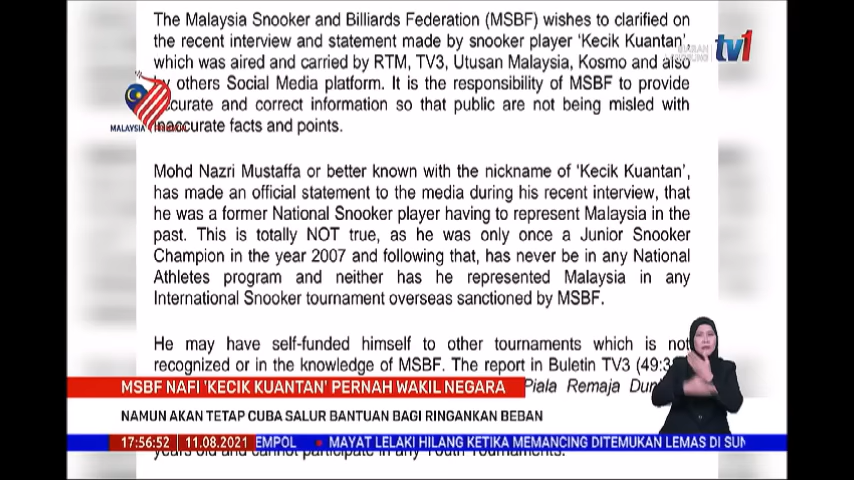 The Malaysia Snooker and Billiards Federation (MSBF) wishes to clarified on
the recent interview and statement made by snooker player 'Kecik Kuantan',
which was aired and carried by RTM, TV3, Utusan Malaysia, Kosmo and also
by others Social Media platform. It is the responsibility of MSBF to provide
accurate and correct information so that public are not being misled with
inaccurate facts and points.
tv1
MALAYSIA
Mohd Nazri Mustaffa or better known with the nickname of 'Kecik Kuantan',
has made an official statement to the media during his recent interview, that
he was a former National Snooker player having to represent Malaysia in the
past. This is totally NOT true, as he was only once a Junior Snooker
Champion in the year 2007 and following that, has never be in any National
Athletes program and neither has he represented Malaysia in any
International Snooker tournament overseas sanctioned by MSBF.
He may have self-funded himself to other tournaments which is not
recognized or in the knowledge of MSBF. The report in Buletin TV3 (49:3
Piala Remaja Dun
MSBF NAFI 'KECIK KUANTAN' PERNAH WAKIL NEGARA
NAMUN AKAN TETAP CUBA SALUR BANTUAN BAGI RINGANKAN BEBAN
17:56:52 11.08.2021 EMPOL • MAYAT LELAKI HILANG KETIKA MEMANCING DITEMUKAN LEMAS DI SUN
years old and cannot participate in any Youth Tournaments.